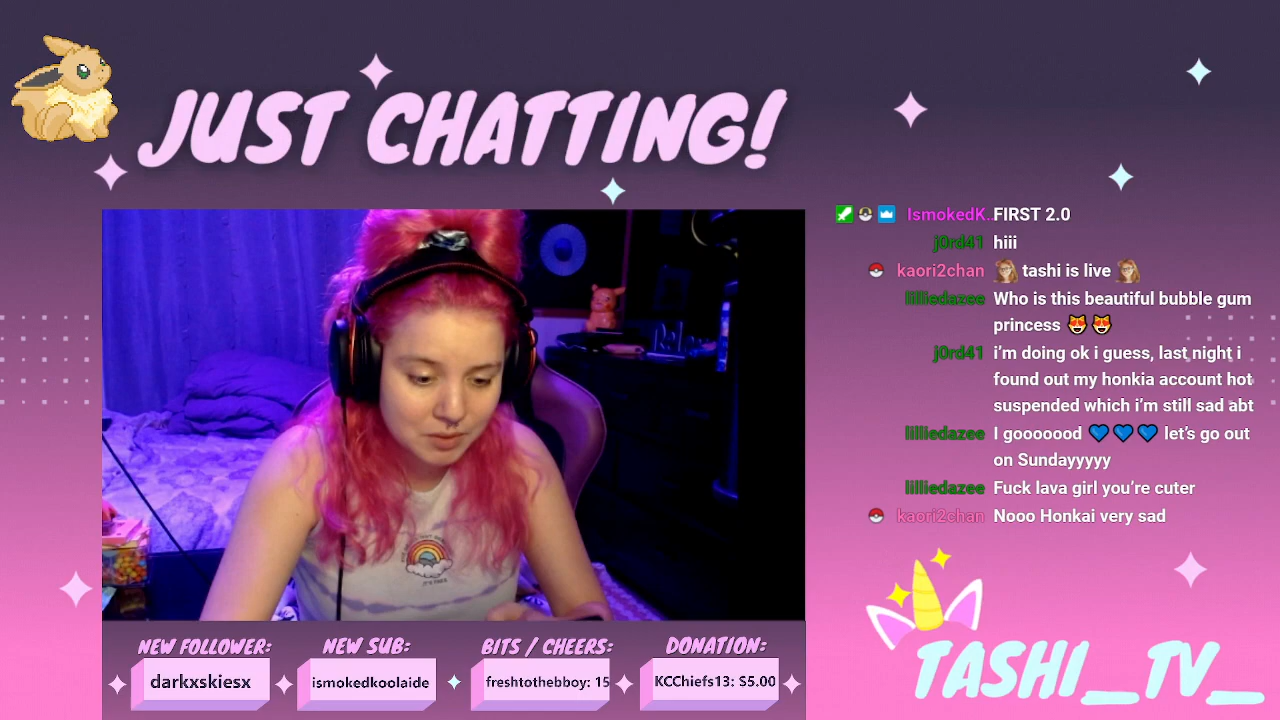 JUST CHATTING!
IsmokedK.. FIRST 2.0
j0rd41 hiii
kaori2chan tashi is live
lilliedazee Who is this beautiful bubble gum
princess 😻 😻
j0rd41 i'm doing ok i guess, last night i
found out my honkia account hot
suspended which i'm still sad abt
lilliedazee I gooooood 💙💙💙 let's go out
on Sundayyyyy
lilliedazee Fuck lava girl you're cuter
kaori2chan Nooo Honkai very sad
NEW FOLLOWER:
darkxskiesx
NEW SUB:
ismokedkoolaide
BITS / CHEERS:
freshtothebboy: 15
DONATION:
KCChiefs13: $5.00
TASHI_TV_